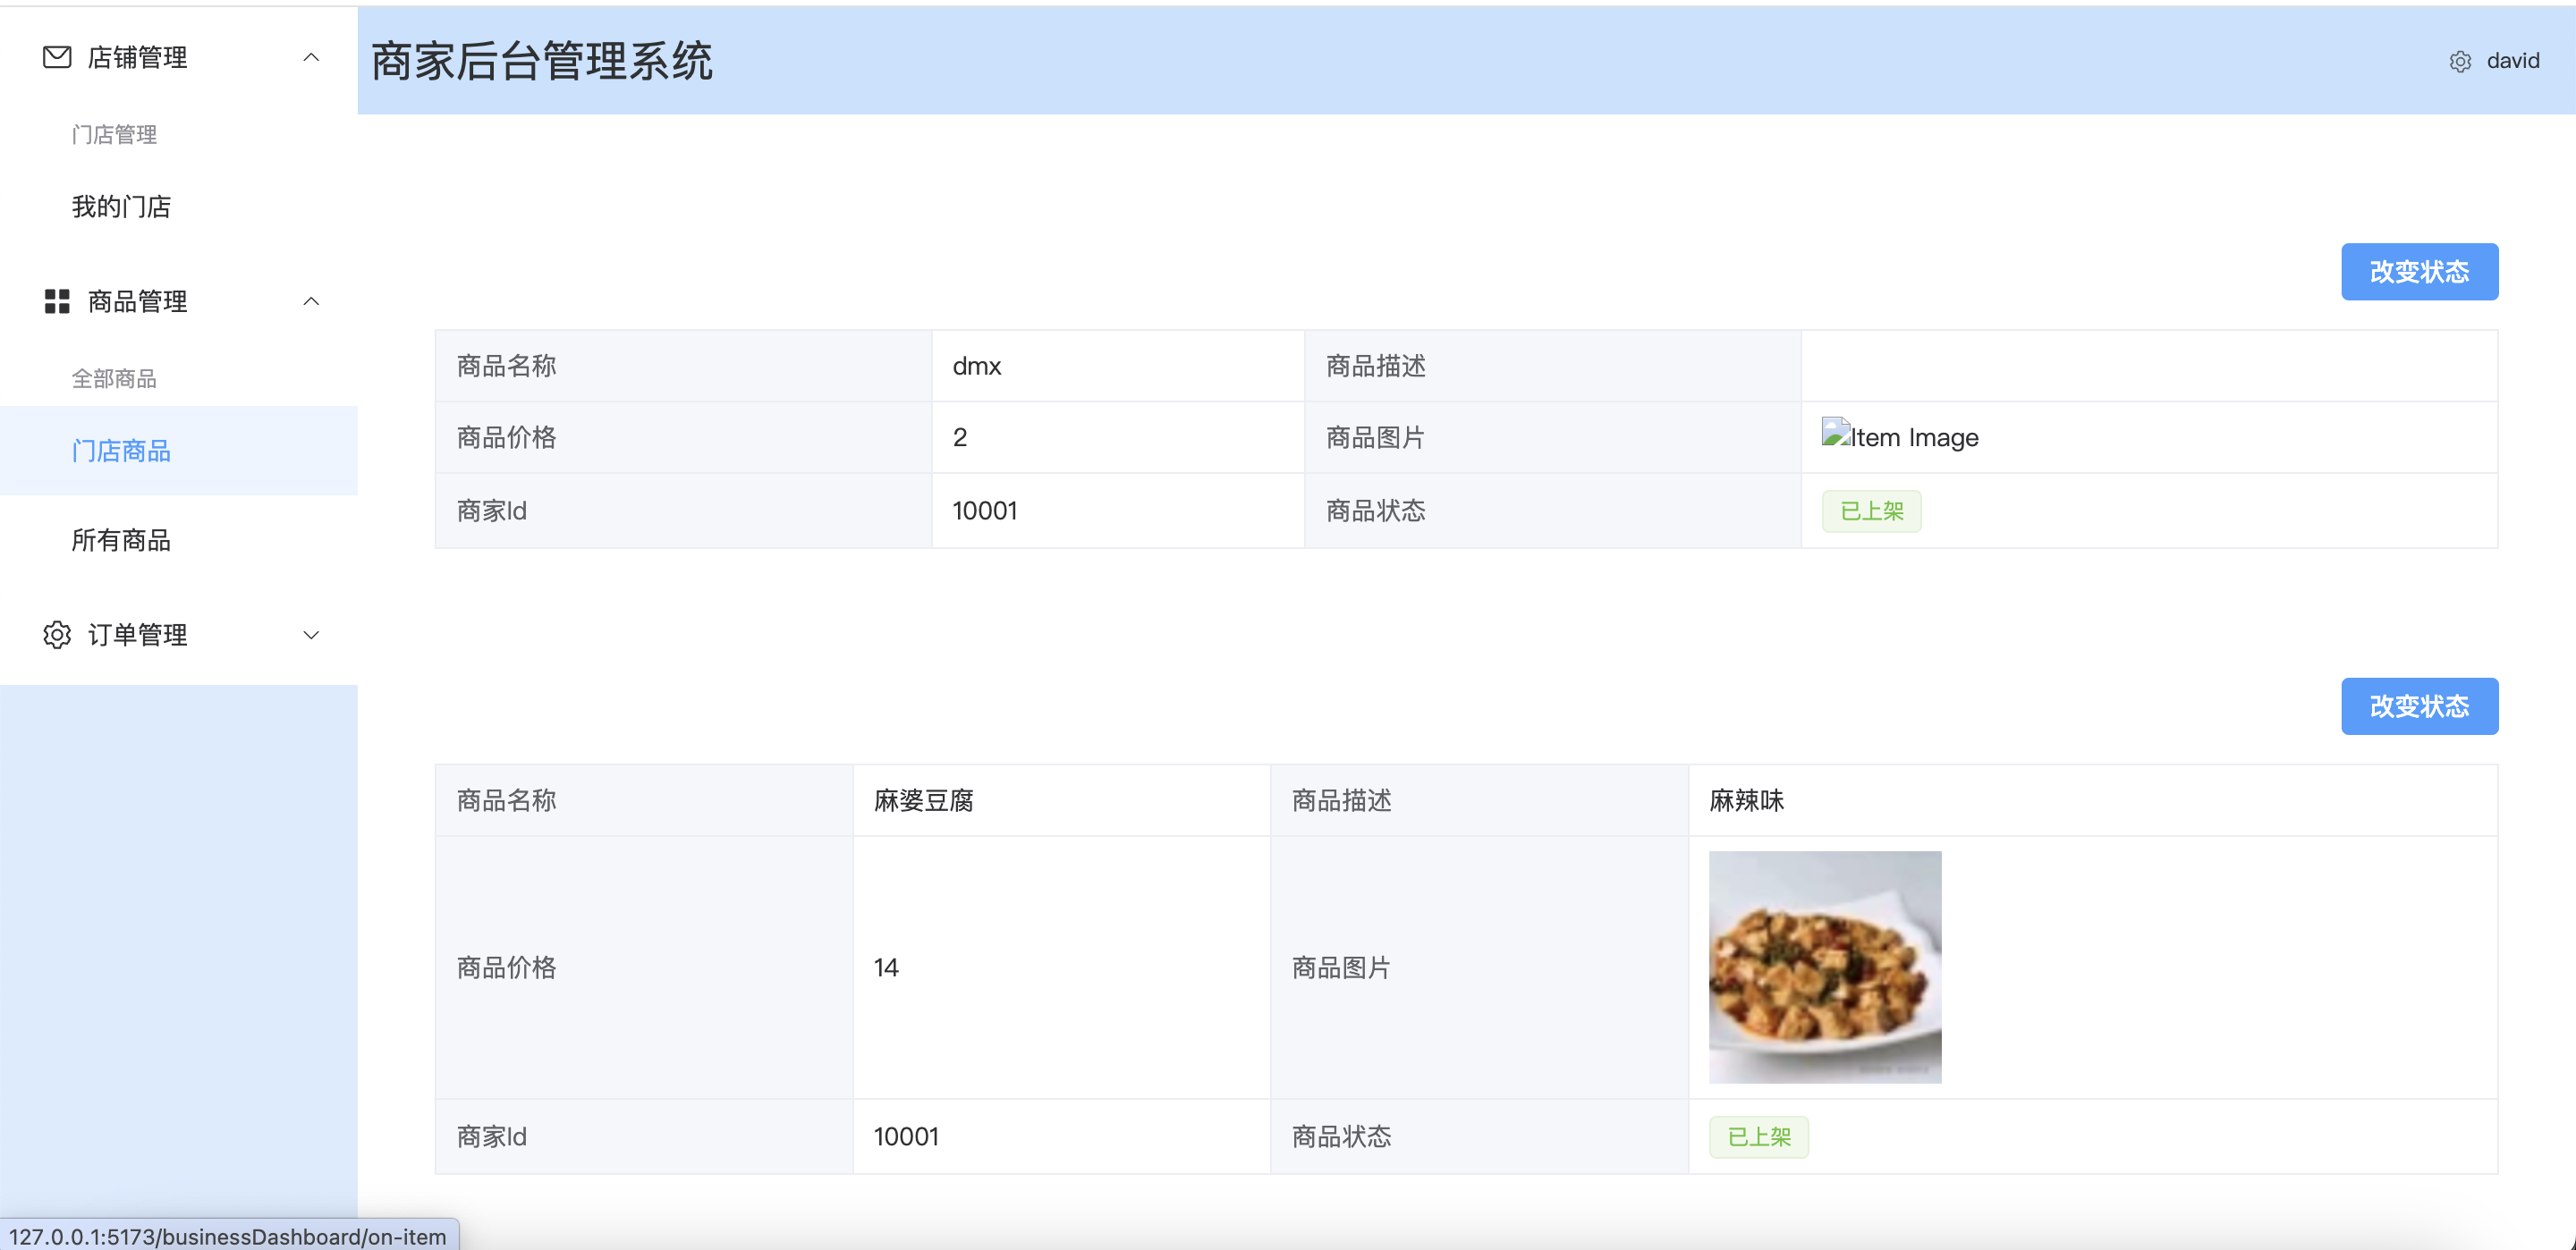 店铺管理
门店管理
我的门店
商品管理
全部商品
门店商品
所有商品
订单管理
商家后台管理系统
david
改变状态
商品名称 dmx 商品描述
商品价格 2 商品图片 Item Image
商家Id 10001 商品状态 已上架
改变状态
商品名称 麻婆豆腐 商品描述 麻辣味
商品价格 14 商品图片
商家Id 10001 商品状态 已上架
127.0.0.1:5173/businessDashboard/on-item